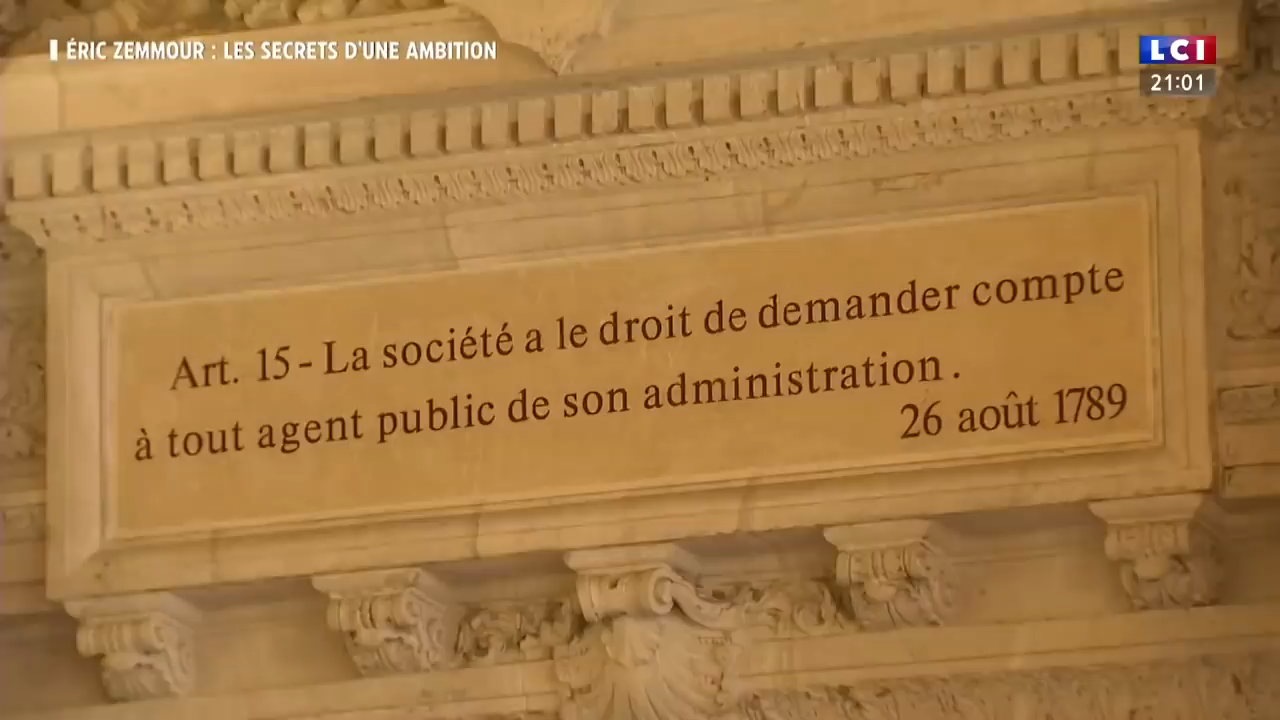 ÉRIC ZEMMOUR : LES SECRETS D'UNE AMBITION
LCI
21:01
Art. 15 - La société a le droit de demander compte
à tout agent public de son administration.
26 août 1789